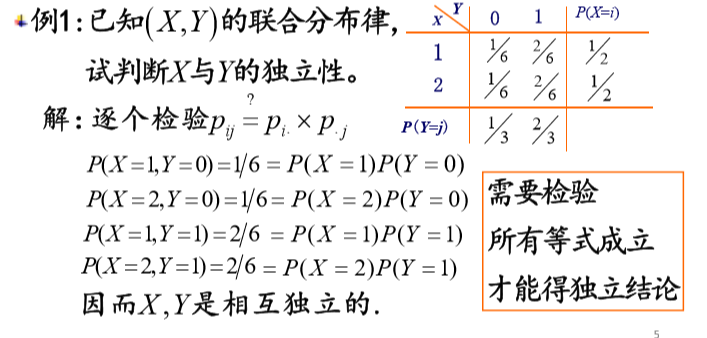 例1:已知(X,Y)的联合分布律,
试判断X与Y的独立性。
X Y 0 1 P(X=i)
1 1/6 2/6 1/2
2 1/6 2/6 1/2
P(Y=j) 1/3 2/3
解:逐个检验p_{ij} \overset{?}{=} p_{i·} × p_{·j}
P(X=1,Y=0)=1/6 = P(X=1)P(Y=0)
P(X=2,Y=0)=1/6= P(X=2)P(Y=0)
P(X=1,Y=1)=2/6 = P(X=1)P(Y=1)
P(X=2,Y=1)=2/6 = P(X=2)P(Y=1)
因而X,Y是相互独立的.
需要检验
所有等式成立
才能得独立结论
5